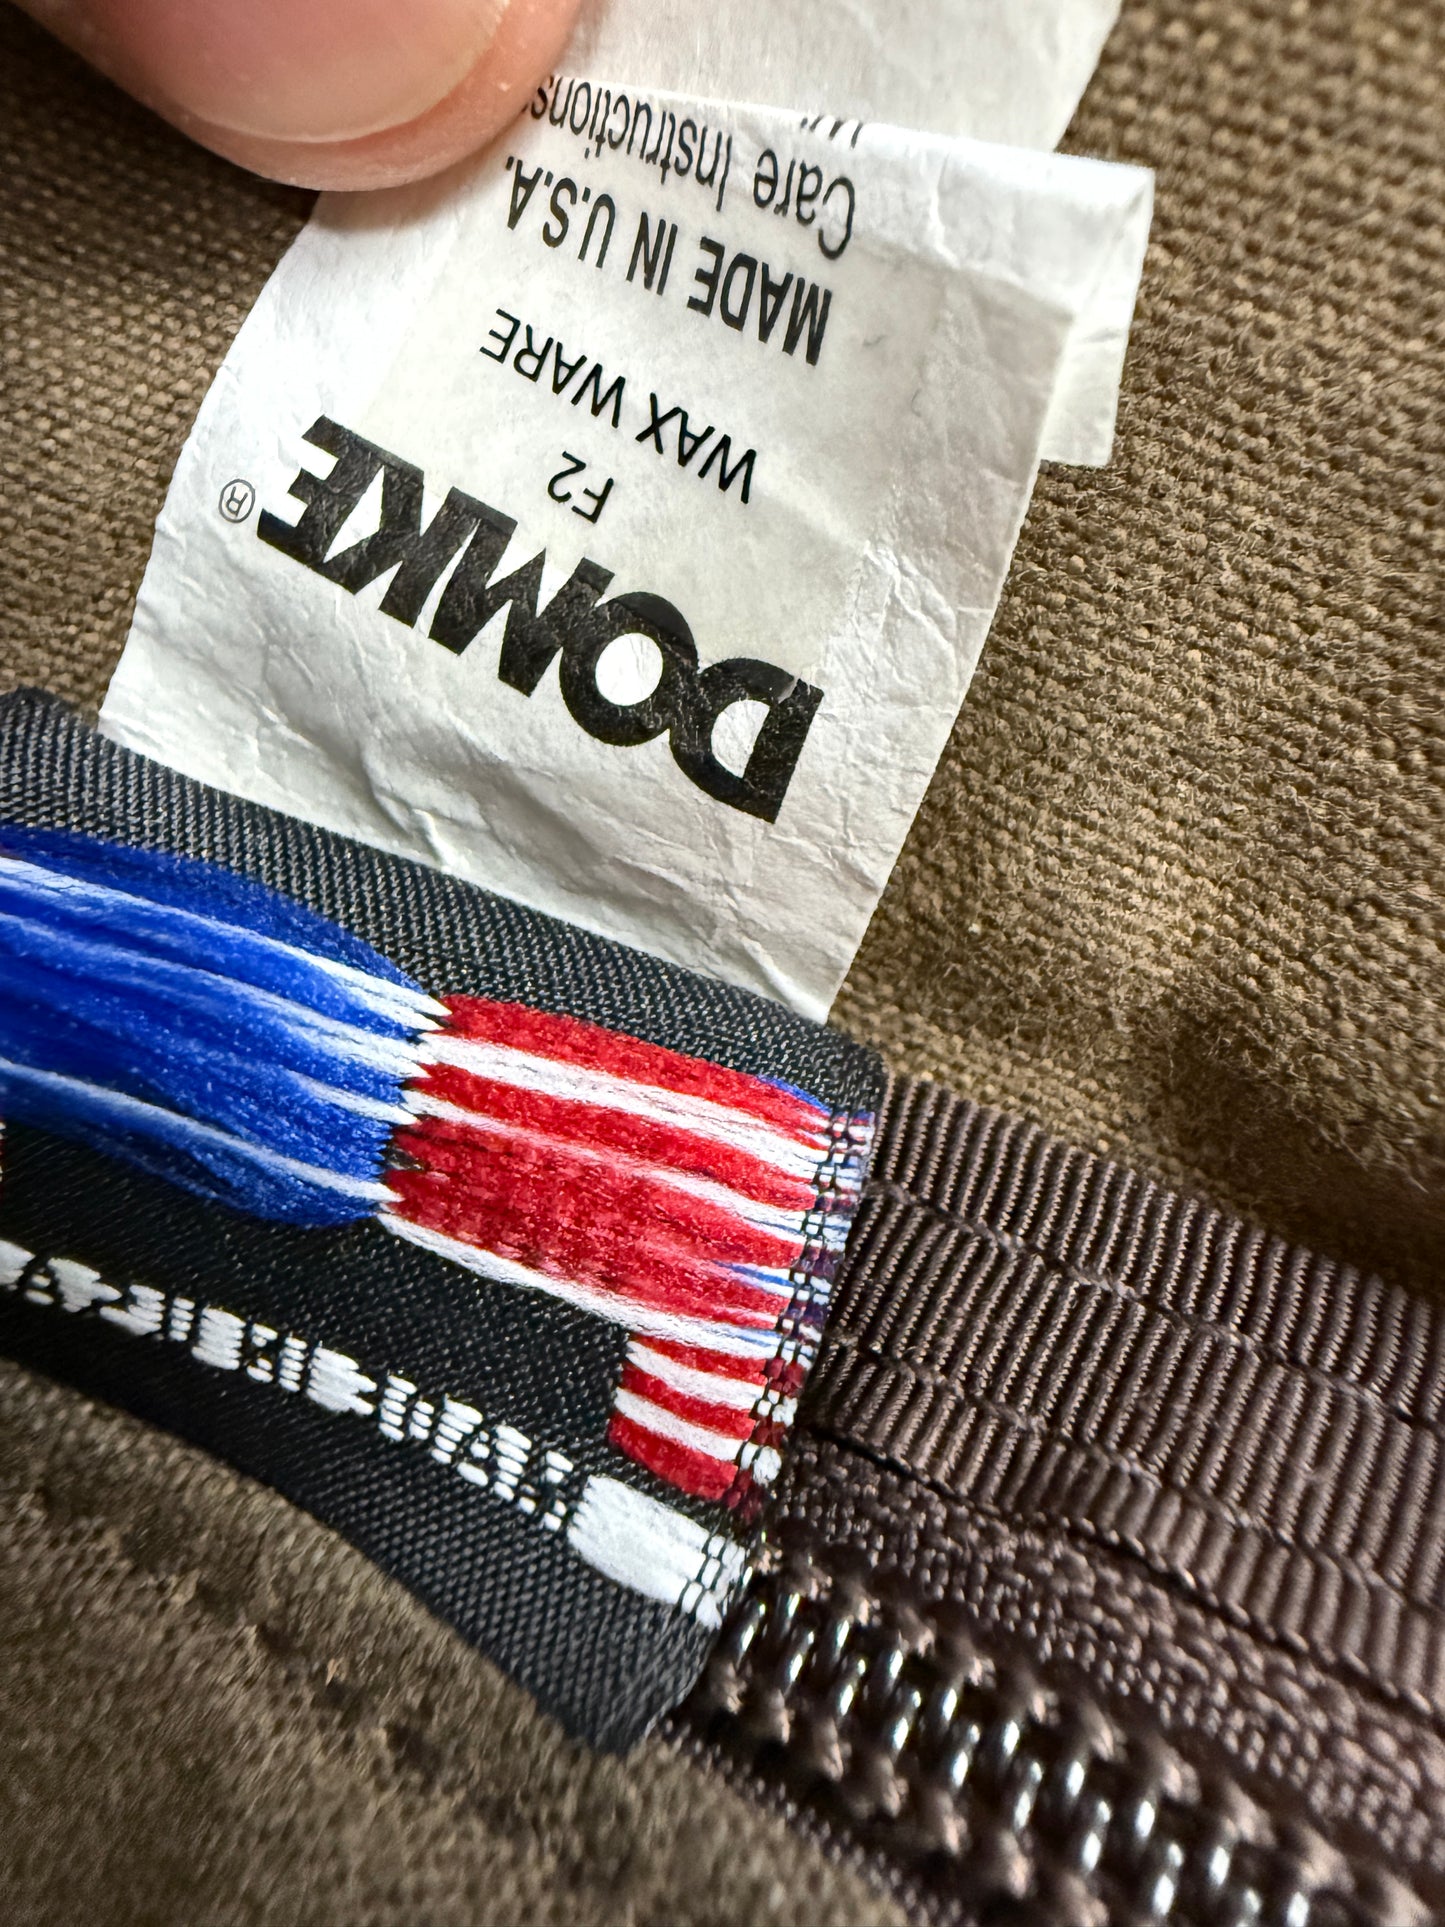 DOMKE®
F2
WAX WARE
MADE IN U.S.A.
Care Instructions